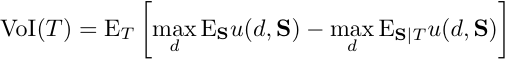 VoI(T) = E_T [ max_d E_S u(d, S) − max_d E_{S|T} u(d, S) ]